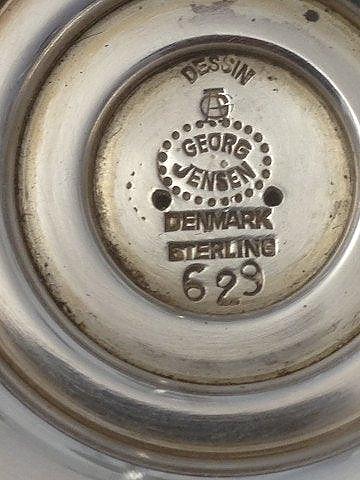 DESSIN
GEORG
JENSEN
DENMARK
STERLING
629